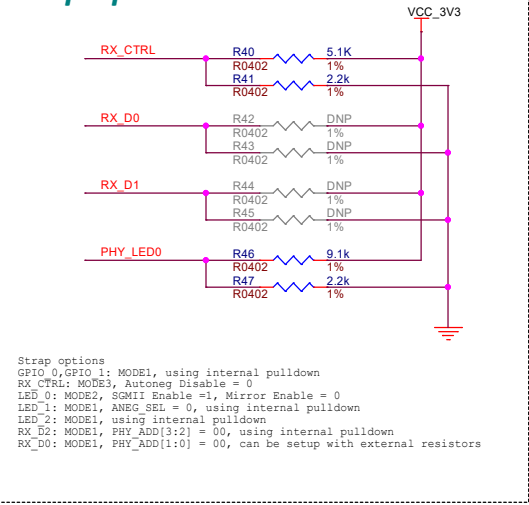 VCC_3V3
RX_CTRL
R40 5.1K
R0402 1%
R41 2.2k
R0402 1%
RX_D0
R42 DNP
R0402 1%
R43 DNP
R0402 1%
RX_D1
R44 DNP
R0402 1%
R45 DNP
R0402 1%
PHY_LED0
R46 9.1k
R0402 1%
R47 2.2k
R0402 1%
Strap options
GPIO_0,GPIO_1: MODE1, using internal pulldown
RX_CTRL: MODE3, Autoneg Disable = 0
LED_0: MODE2, SGMII Enable =1, Mirror Enable = 0
LED_1: MODE1, ANEG_SEL = 0, using internal pulldown
LED_2: MODE1, using internal pulldown
RX_D2: MODE1, PHY_ADD[3:2] = 00, using internal pulldown
RX_D0: MODE1, PHY_ADD[1:0] = 00, can be setup with external resistors